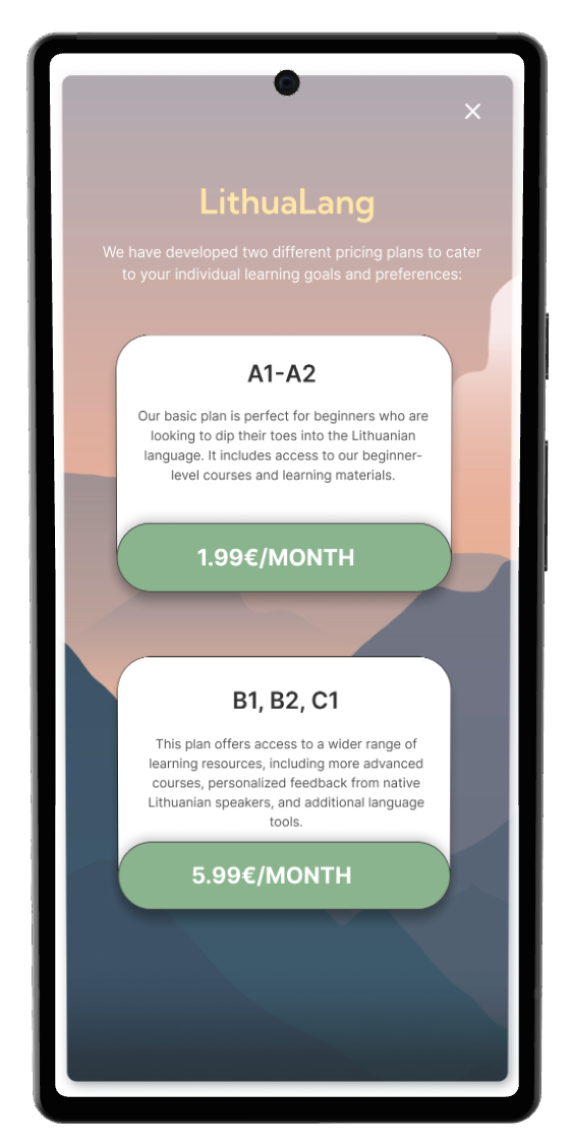 LithuaLang
We have developed two different pricing plans to cater
to your individual learning goals and preferences:
A1-A2
Our basic plan is perfect for beginners who are
looking to dip their toes into the Lithuanian
language. It includes access to our beginner-
level courses and learning materials.
1.99€/MONTH
B1, B2, C1
This plan offers access to a wider range of
learning resources, including more advanced
courses, personalized feedback from native
Lithuanian speakers, and additional language
tools.
5.99€/MONTH